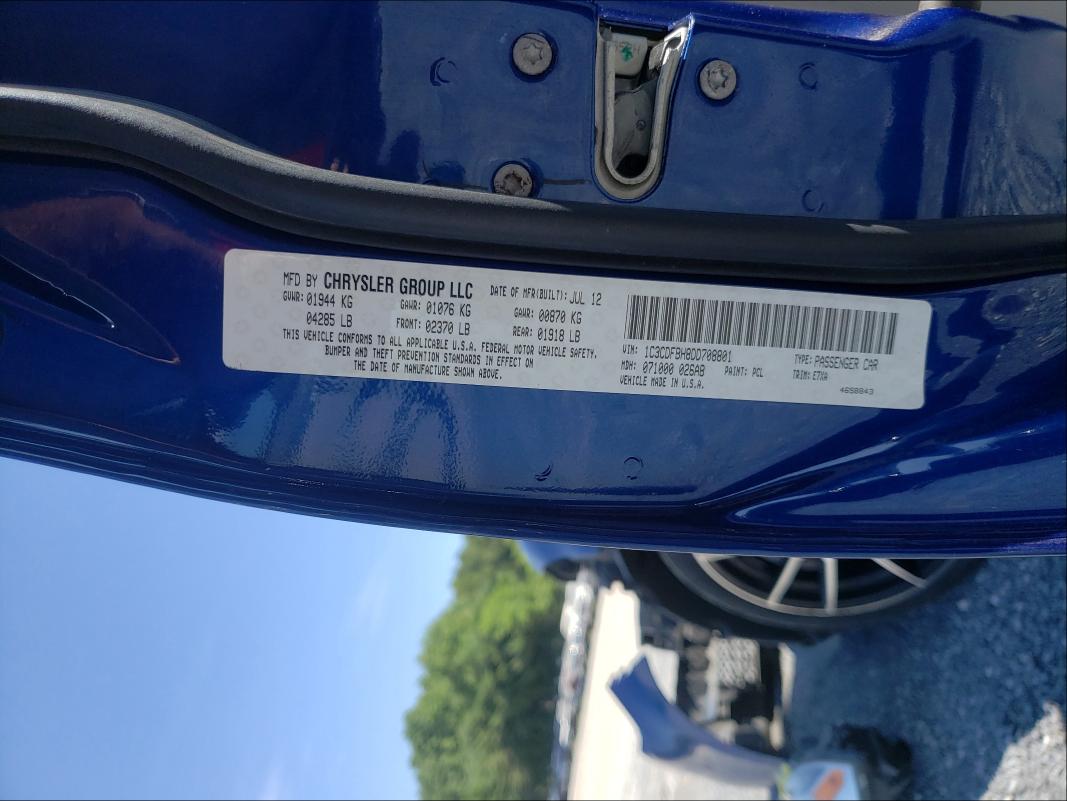 MFD BY CHRYSLER GROUP LLC DATE OF MFR(BUILT): JUL 12
GVWR: 01944 KG GAWR: 01076 KG GAWR: 00870 KG
04285 LB FRONT: 02370 LB REAR: 01918 LB
THIS VEHICLE CONFORMS TO ALL APPLICABLE U.S.A. FEDERAL MOTOR VEHICLE SAFETY,
BUMPER AND THEFT PREVENTION STANDARDS IN EFFECT ON
THE DATE OF MANUFACTURE SHOWN ABOVE.
VIN: 1C3CDFBH8DD708801 TYPE: PASSENGER CAR
MDH: 071000 026AB PAINT: PCL TRIM: E7XA
VEHICLE MADE IN U.S.A. 4658843